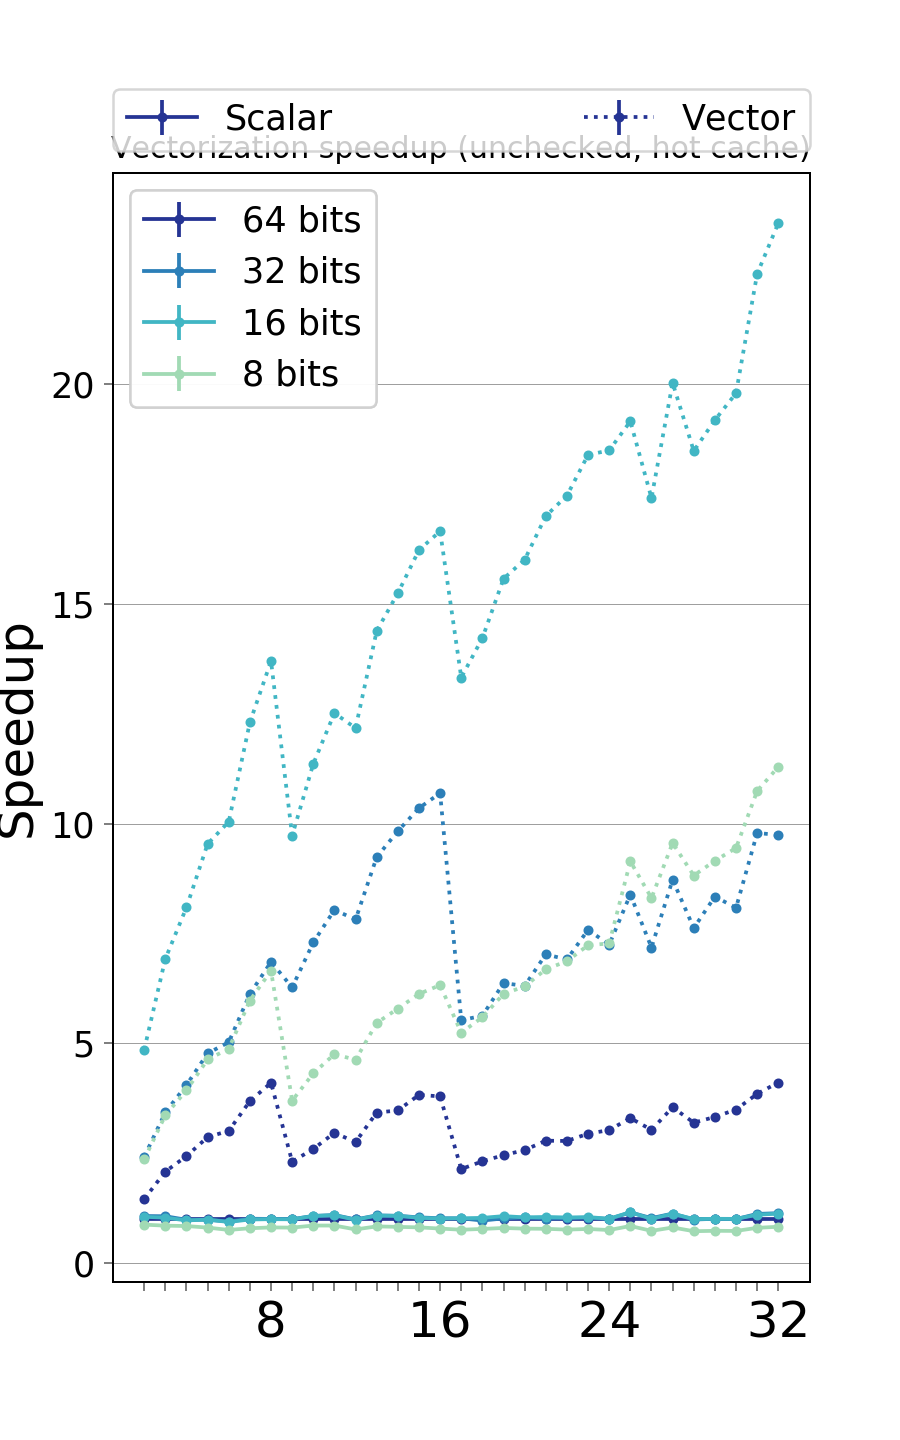 Scalar Vector
Vectorization speedup (unchecked, hot cache)
64 bits
32 bits
16 bits
8 bits
20
15
10
5
0
Speedup
8 16 24 32